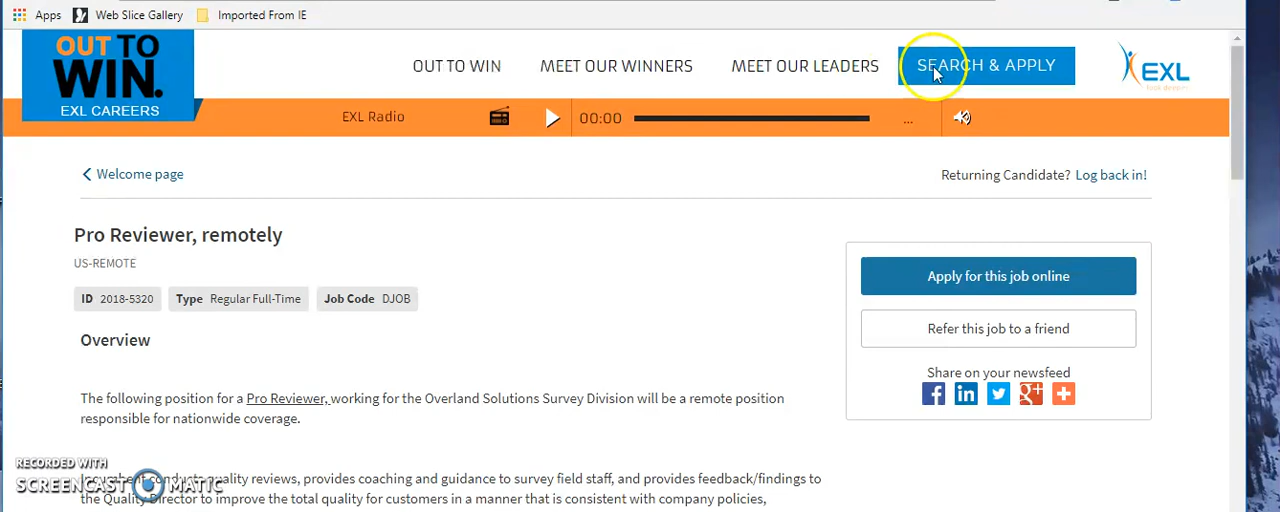 Apps Web Slice Gallery Imported From IE
OUT TO
WIN.
EXL CAREERS
OUT TO WIN MEET OUR WINNERS MEET OUR LEADERS SEARCH & APPLY
EXL
EXL Radio 00:00 ...
Welcome page
Returning Candidate? Log back in!
Pro Reviewer, remotely
US-REMOTE
ID 2018-5320 Type Regular Full-Time Job Code DJOB
Apply for this job online
Refer this job to a friend
Share on your newsfeed
Overview
The following position for a Pro Reviewer, working for the Overland Solutions Survey Division will be a remote position
responsible for nationwide coverage.
RECORDED WITH
SCREENCAST MATIC
quality reviews, provides coaching and guidance to survey field staff, and provides feedback/findings to
the Quality Director to improve the total quality for customers in a manner that is consistent with company policies,